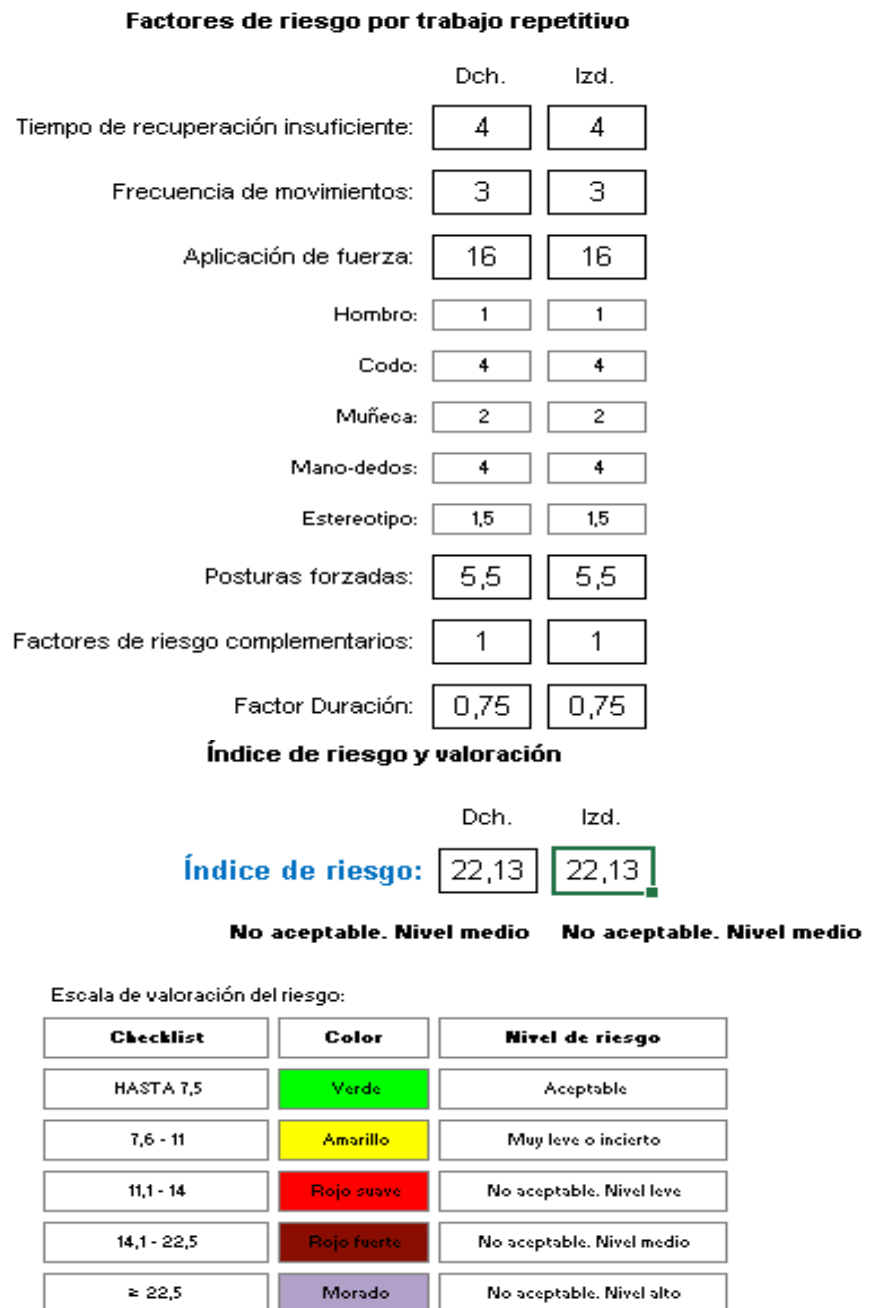 Factores de riesgo por trabajo repetitivo
Dch. Izd.
Tiempo de recuperación insuficiente: 4 4
Frecuencia de movimientos: 3 3
Aplicación de fuerza: 16 16
Hombro: 1 1
Codo: 4 4
Muñeca: 2 2
Mano-dedos: 4 4
Estereotipo: 1,5 1,5
Posturas forzadas: 5,5 5,5
Factores de riesgo complementarios: 1 1
Factor Duración: 0,75 0,75
Índice de riesgo y valoración
Dch. Izd.
Índice de riesgo: 22,13 22,13
No aceptable. Nivel medio No aceptable. Nivel medio
Escala de valoración del riesgo:
Checklist Color Nivel de riesgo
HASTA 7,5 Verde Aceptable
7,6 - 11 Amarillo Muy leve o incierto
11,1 - 14 Rojo suave No aceptable. Nivel leve
14,1 - 22,5 Rojo fuerte No aceptable. Nivel medio
≥ 22,5 Morado No aceptable. Nivel alto